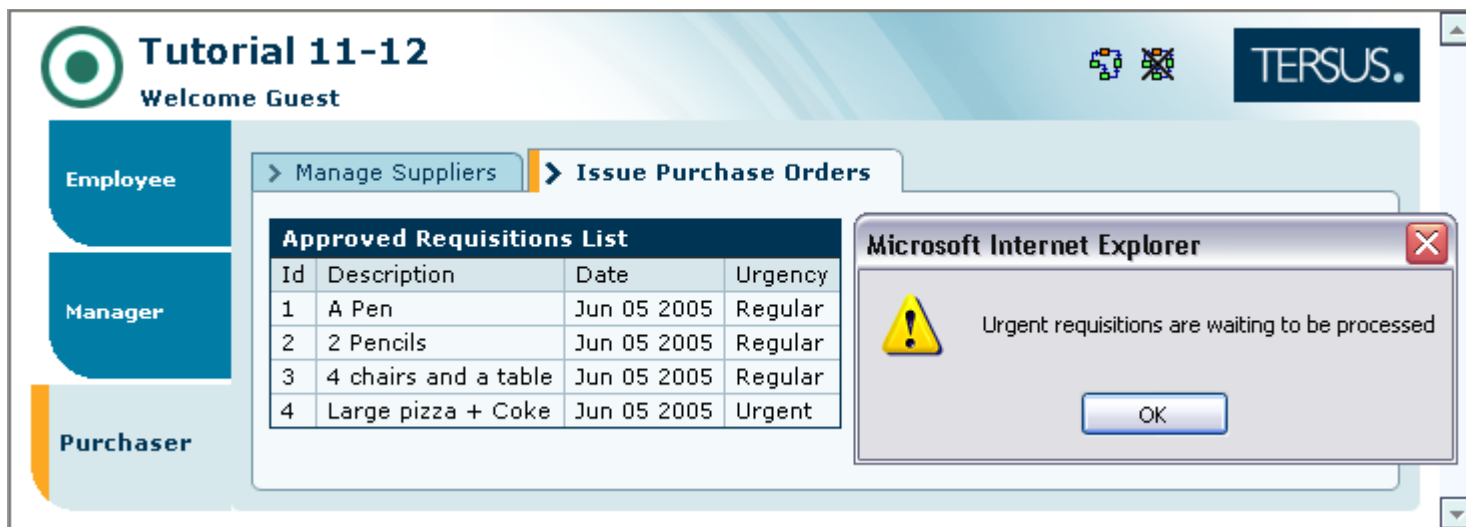 Tutorial 11-12
Welcome Guest
TERSUS.
Employee
Manager
Purchaser
Manage Suppliers
Issue Purchase Orders
Approved Requisitions List
Id Description Date Urgency
1 A Pen Jun 05 2005 Regular
2 2 Pencils Jun 05 2005 Regular
3 4 chairs and a table Jun 05 2005 Regular
4 Large pizza + Coke Jun 05 2005 Urgent
Microsoft Internet Explorer
Urgent requisitions are waiting to be processed
OK